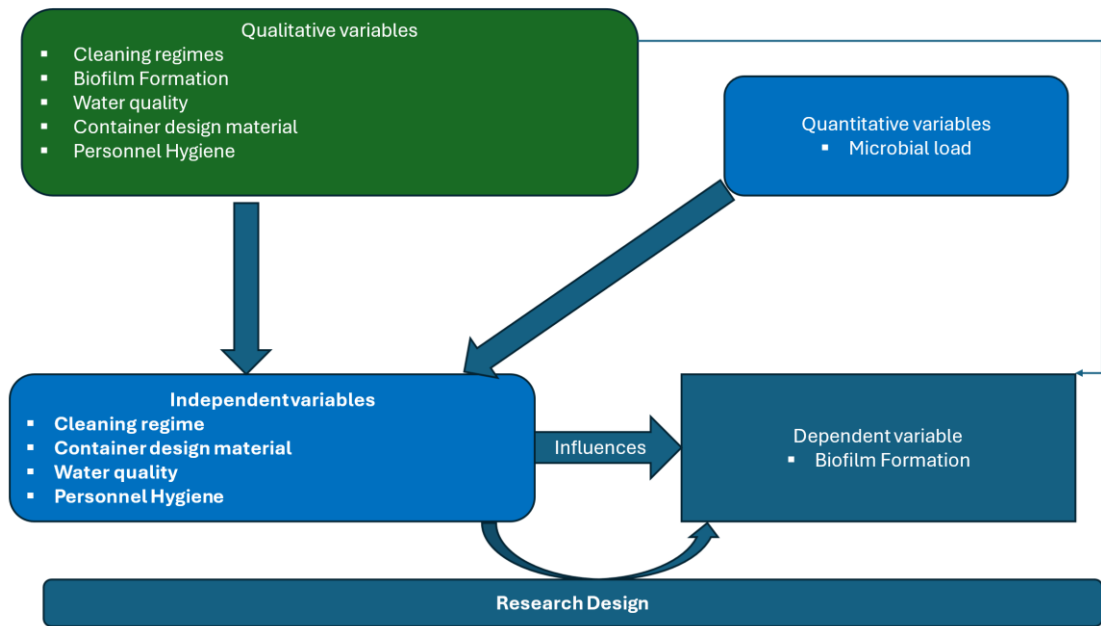 Qualitative variables
▪ Cleaning regimes
▪ Biofilm Formation
▪ Water quality
▪ Container design material
▪ Personnel Hygiene
Quantitative variables
▪ Microbial load
Independent variables
▪ Cleaning regime
▪ Container design material
▪ Water quality
▪ Personnel Hygiene
Influences
Dependent variable
▪ Biofilm Formation
Research Design